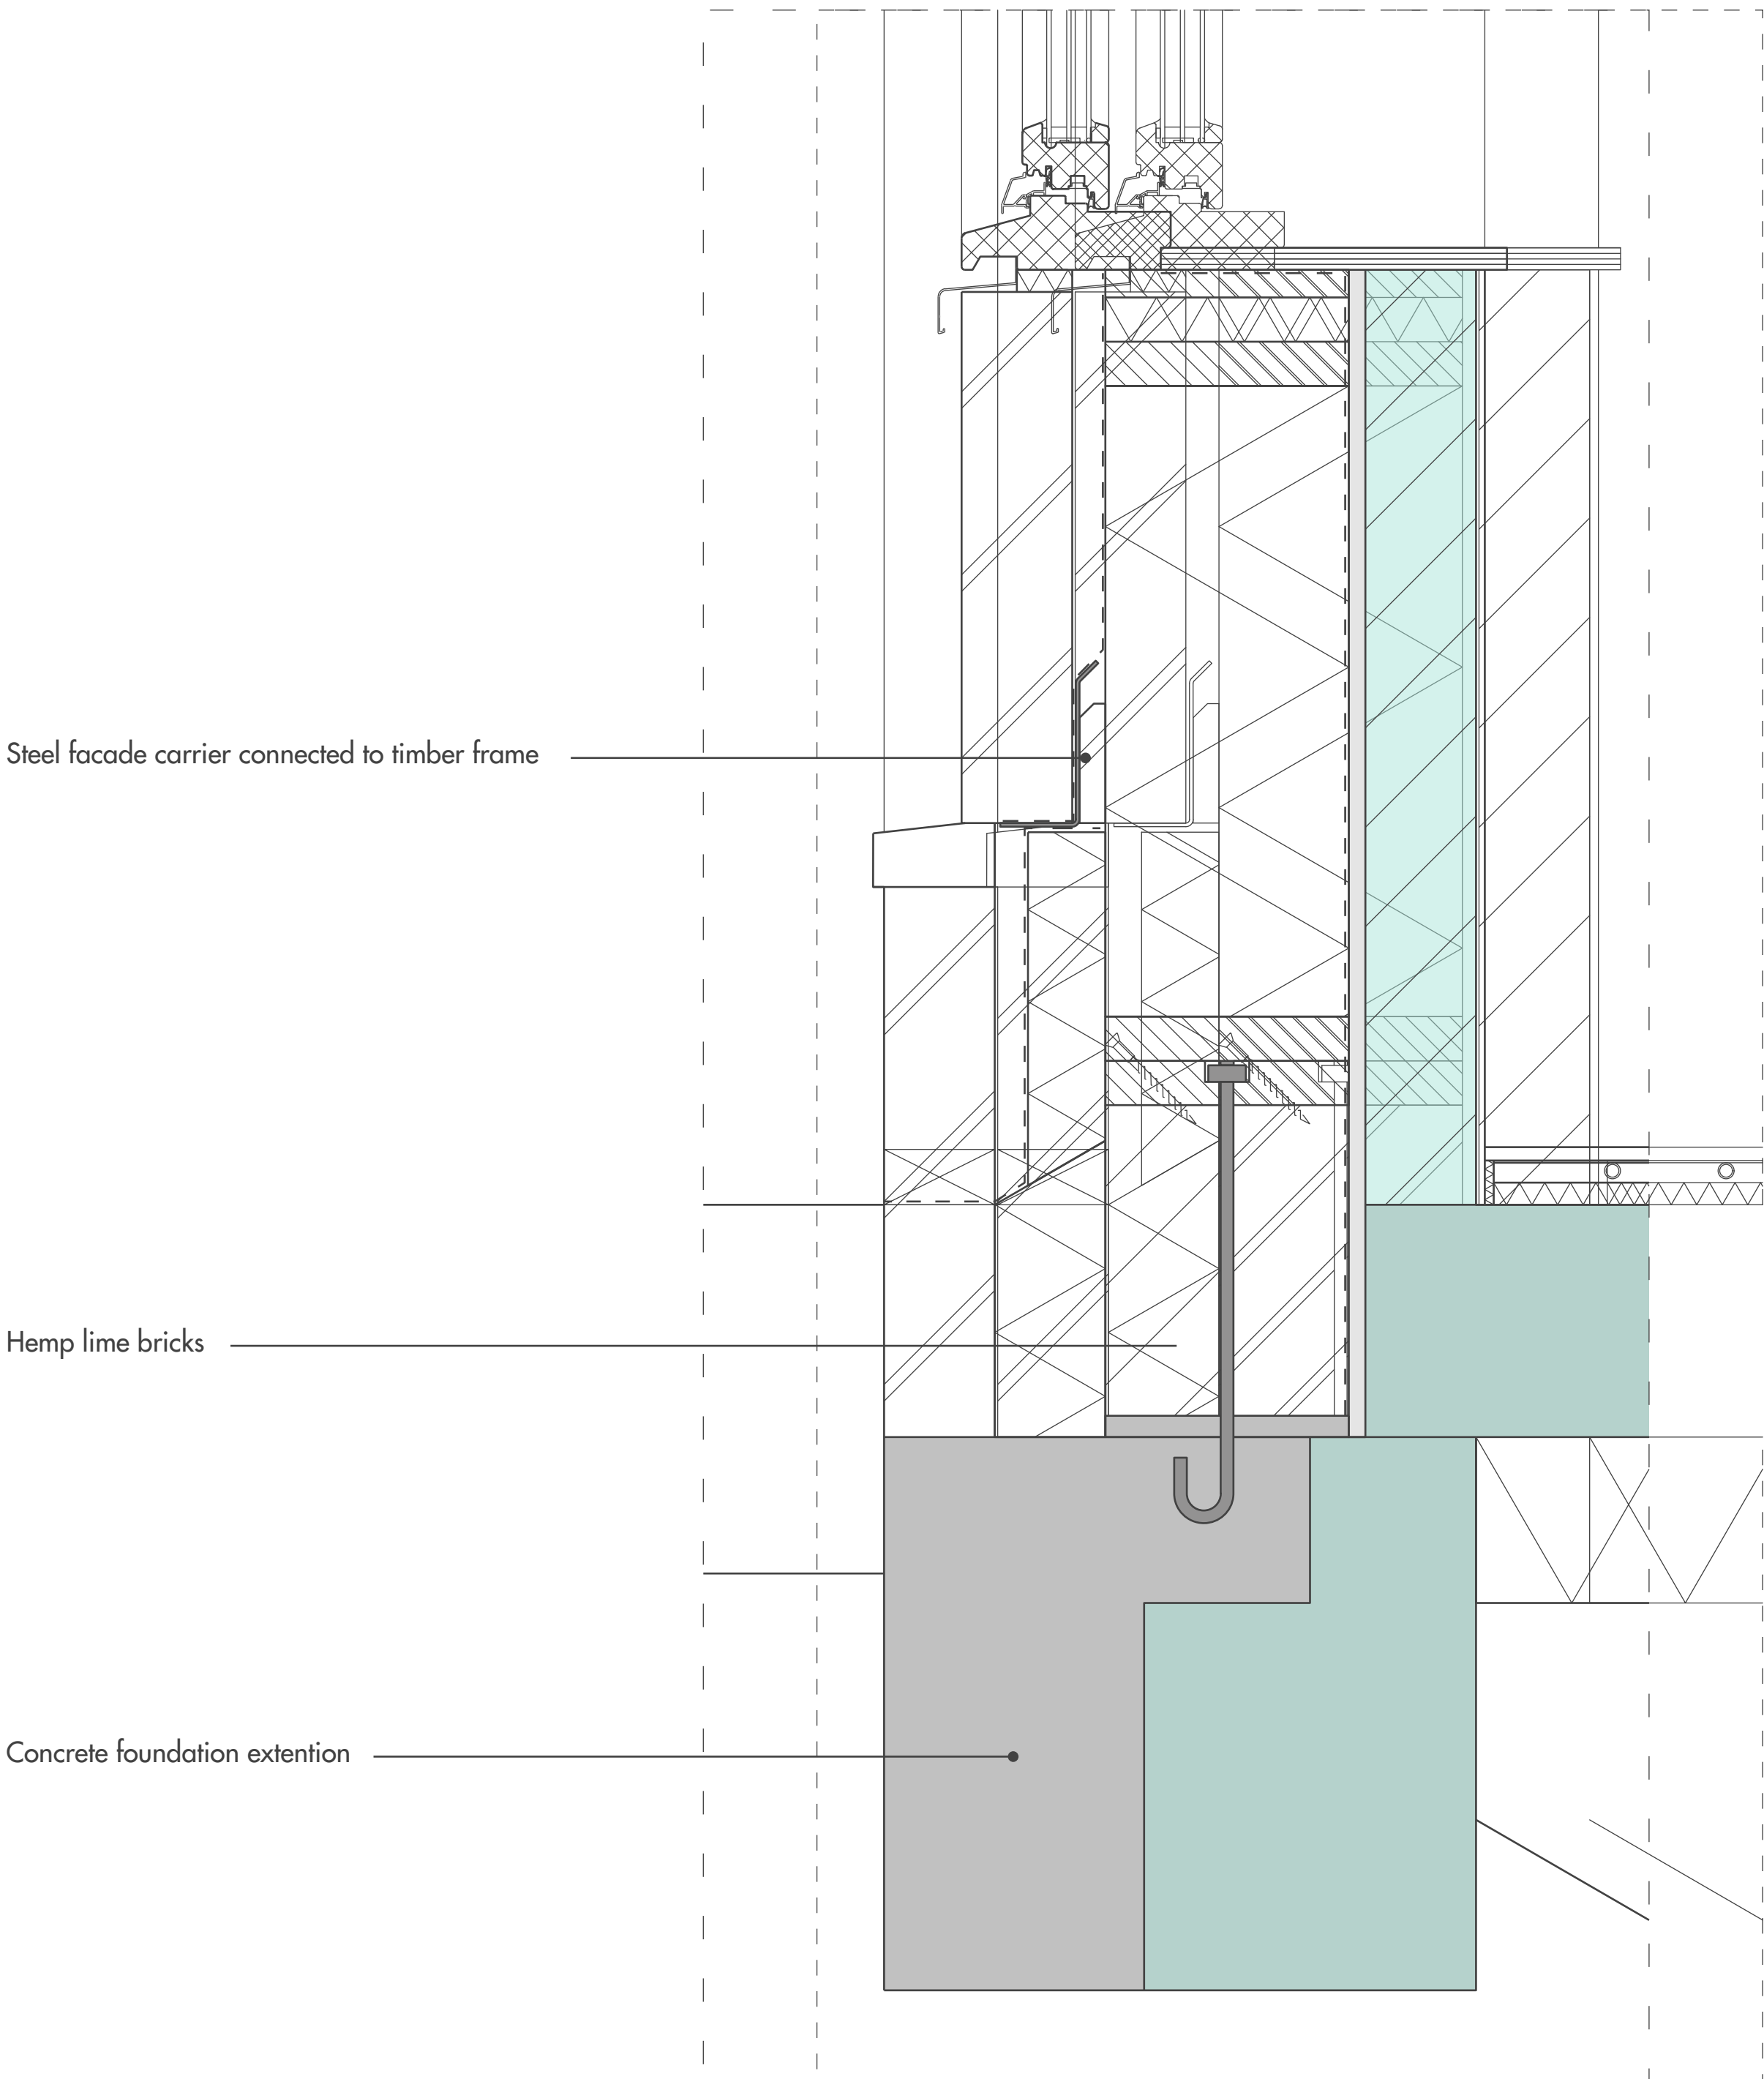 Steel facade carrier connected to timber frame
Hemp lime bricks
Concrete foundation extention